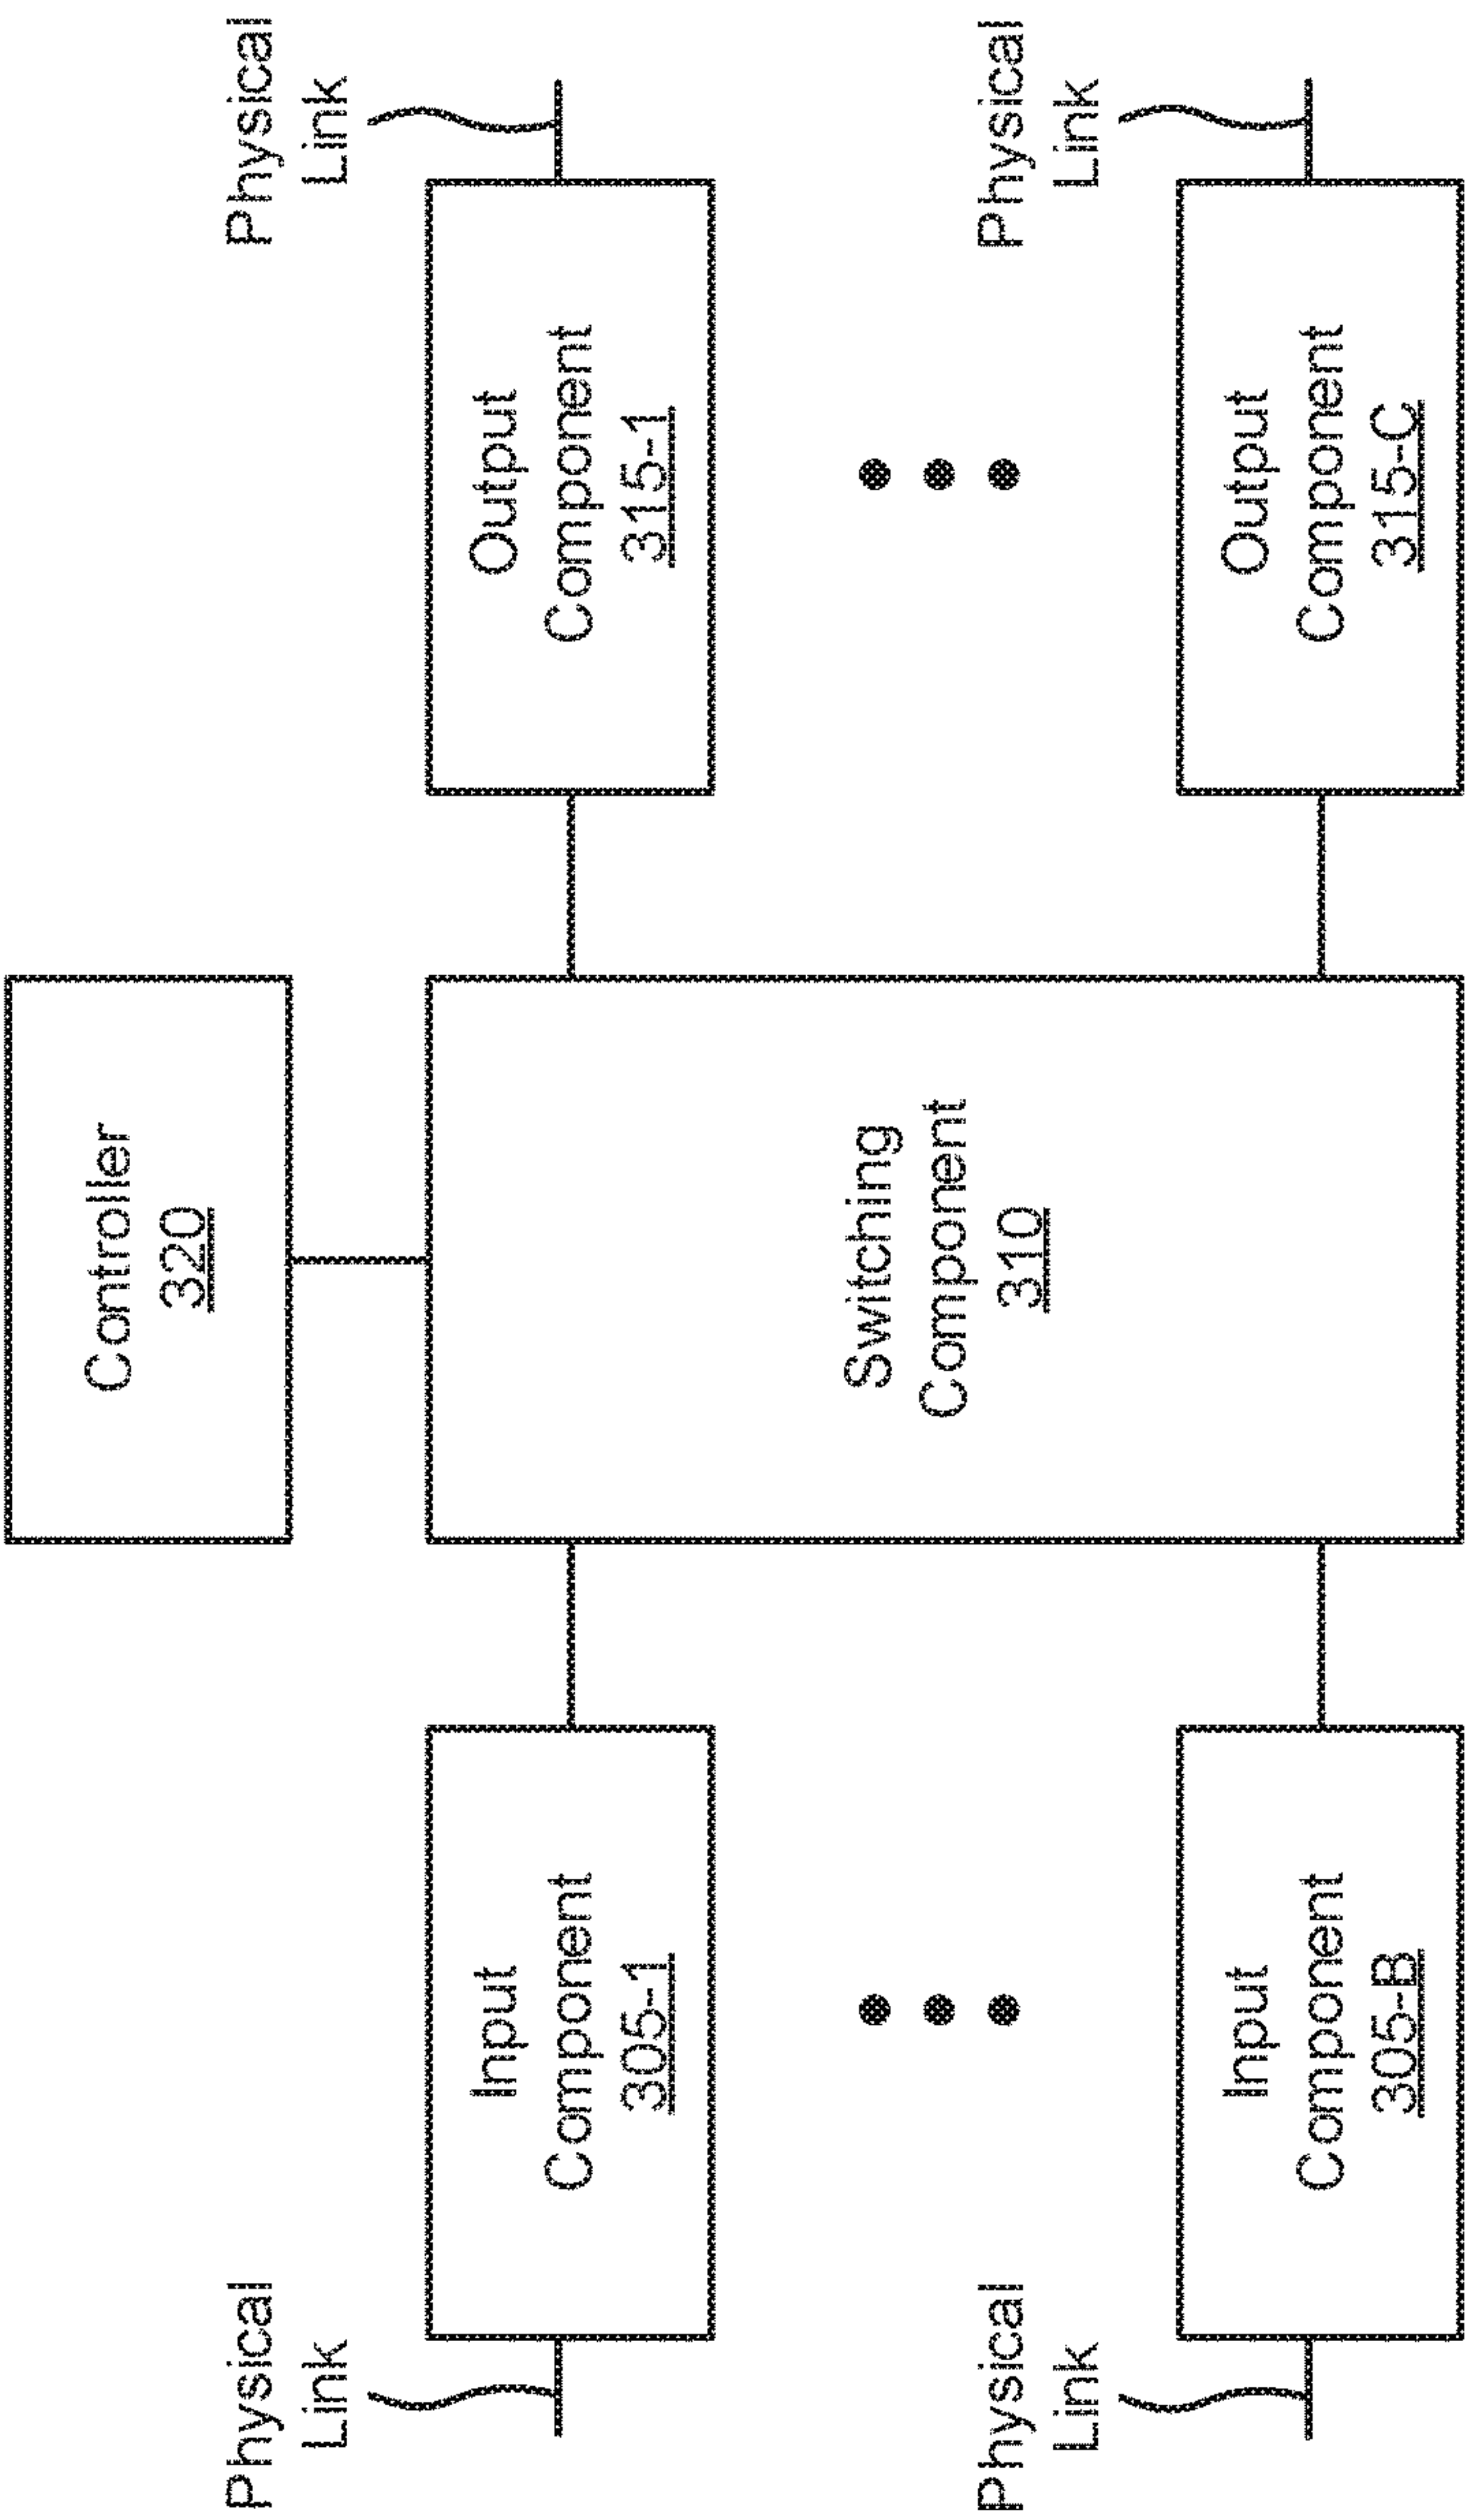 Controller
320
Physical
Link
Input
Component
305-1
Switching
Component
310
Output
Component
315-1
Physical
Link
Physical
Link
Input
Component
305-B
Output
Component
315-C
Physical
Link